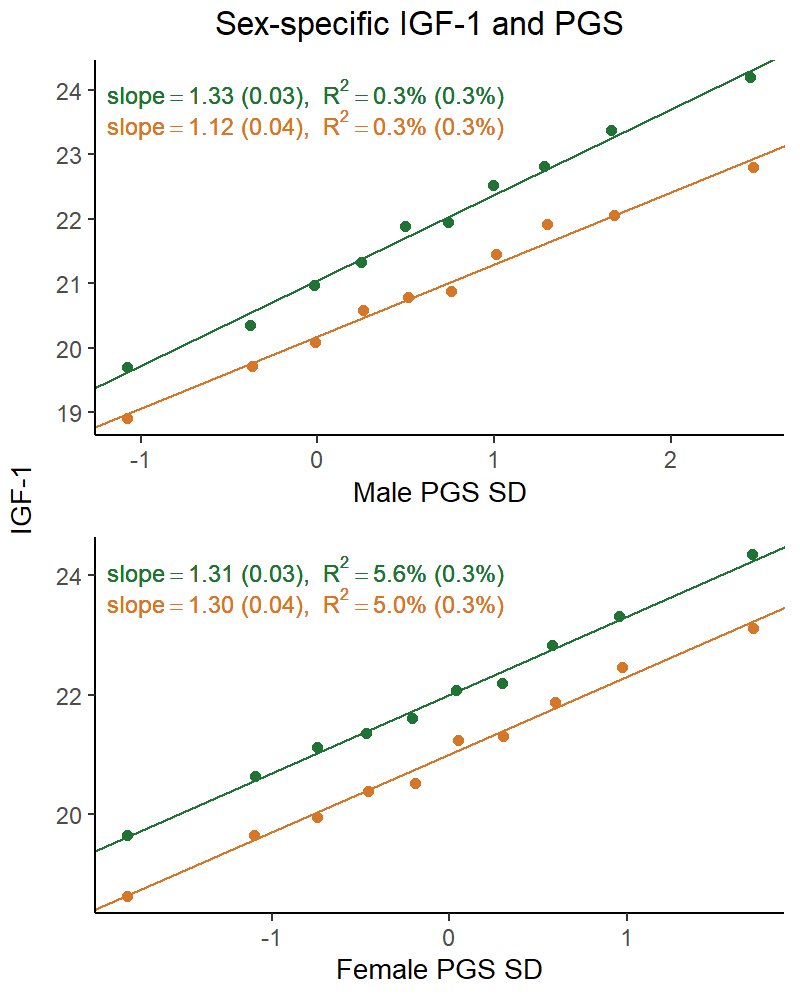 Sex-specific IGF-1 and PGS
slope = 1.33 (0.03), R² = 0.3% (0.3%)
slope = 1.12 (0.04), R² = 0.3% (0.3%)
24
23
22
21
20
19
-1 0 1 2
Male PGS SD
IGF-1
slope = 1.31 (0.03), R² = 5.6% (0.3%)
slope = 1.30 (0.04), R² = 5.0% (0.3%)
24
22
20
-1 0 1
Female PGS SD